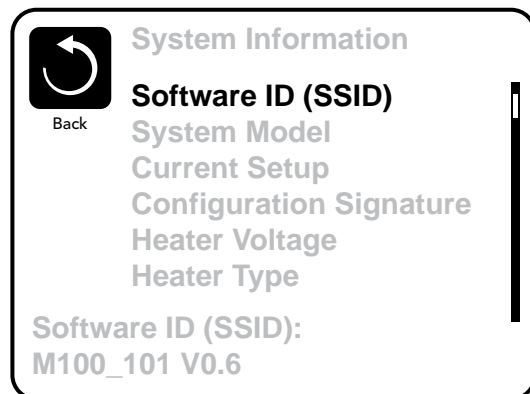 System Information
Back
Software ID (SSID)
System Model
Current Setup
Configuration Signature
Heater Voltage
Heater Type
Software ID (SSID):
M100_101 V0.6